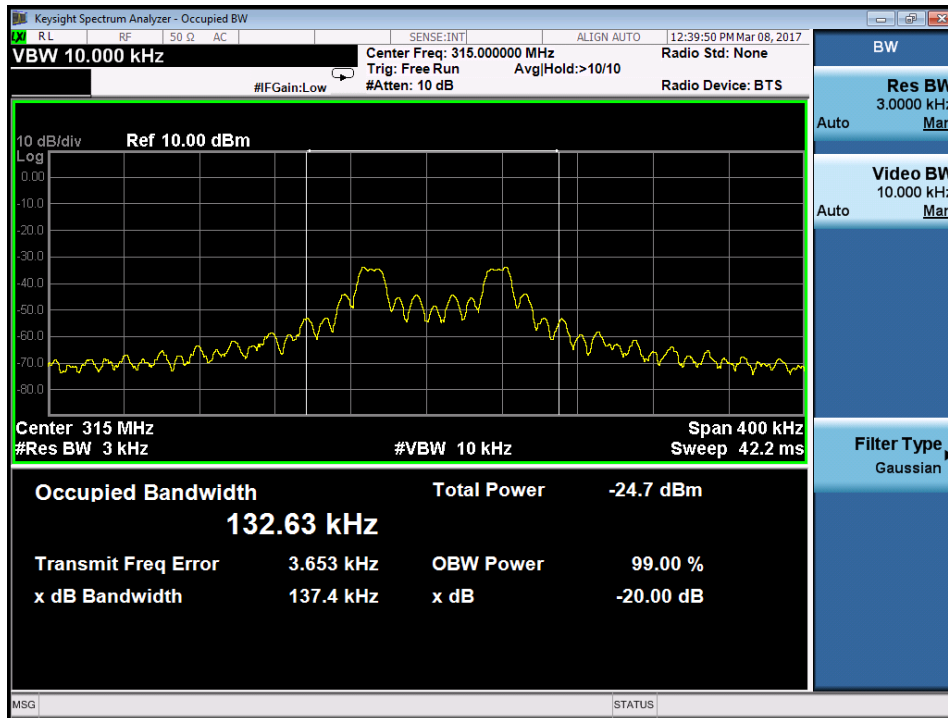 Keysight Spectrum Analyzer - Occupied BW
LXI RL RF 50 Ω AC SENSE:INT ALIGN AUTO 12:39:50 PM Mar 08, 2017
VBW 10.000 kHz Center Freq: 315.000000 MHz Radio Std: None
Trig: Free Run Avg|Hold:>10/10
#IFGain:Low #Atten: 10 dB Radio Device: BTS
10 dB/div Ref 10.00 dBm
Log
0.00
-10.0
-20.0
-30.0
-40.0
-50.0
-60.0
-70.0
-80.0
Center 315 MHz Span 400 kHz
#Res BW 3 kHz #VBW 10 kHz Sweep 42.2 ms
Occupied Bandwidth Total Power -24.7 dBm
132.63 kHz
Transmit Freq Error 3.653 kHz OBW Power 99.00 %
x dB Bandwidth 137.4 kHz x dB -20.00 dB
MSG STATUS
BW
Res BW
3.0000 kHz
Auto Man
Video BW
10.000 kHz
Auto Man
Filter Type
Gaussian